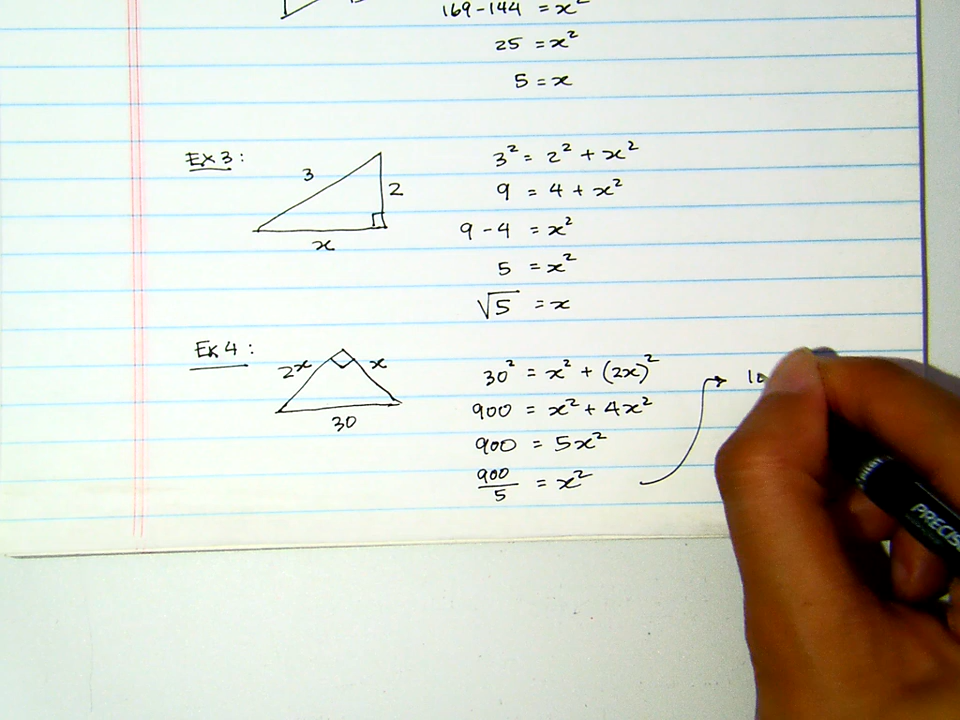 169-144 = x²
25 = x²
5 = x
Ex 3:
3
2
x
3² = 2² + x²
9 = 4 + x²
9 - 4 = x²
5 = x²
√5 = x
Ex 4:
2x
x
30
30² = x² + (2x)²
900 = x² + 4x²
900 = 5x²
900/5 = x²